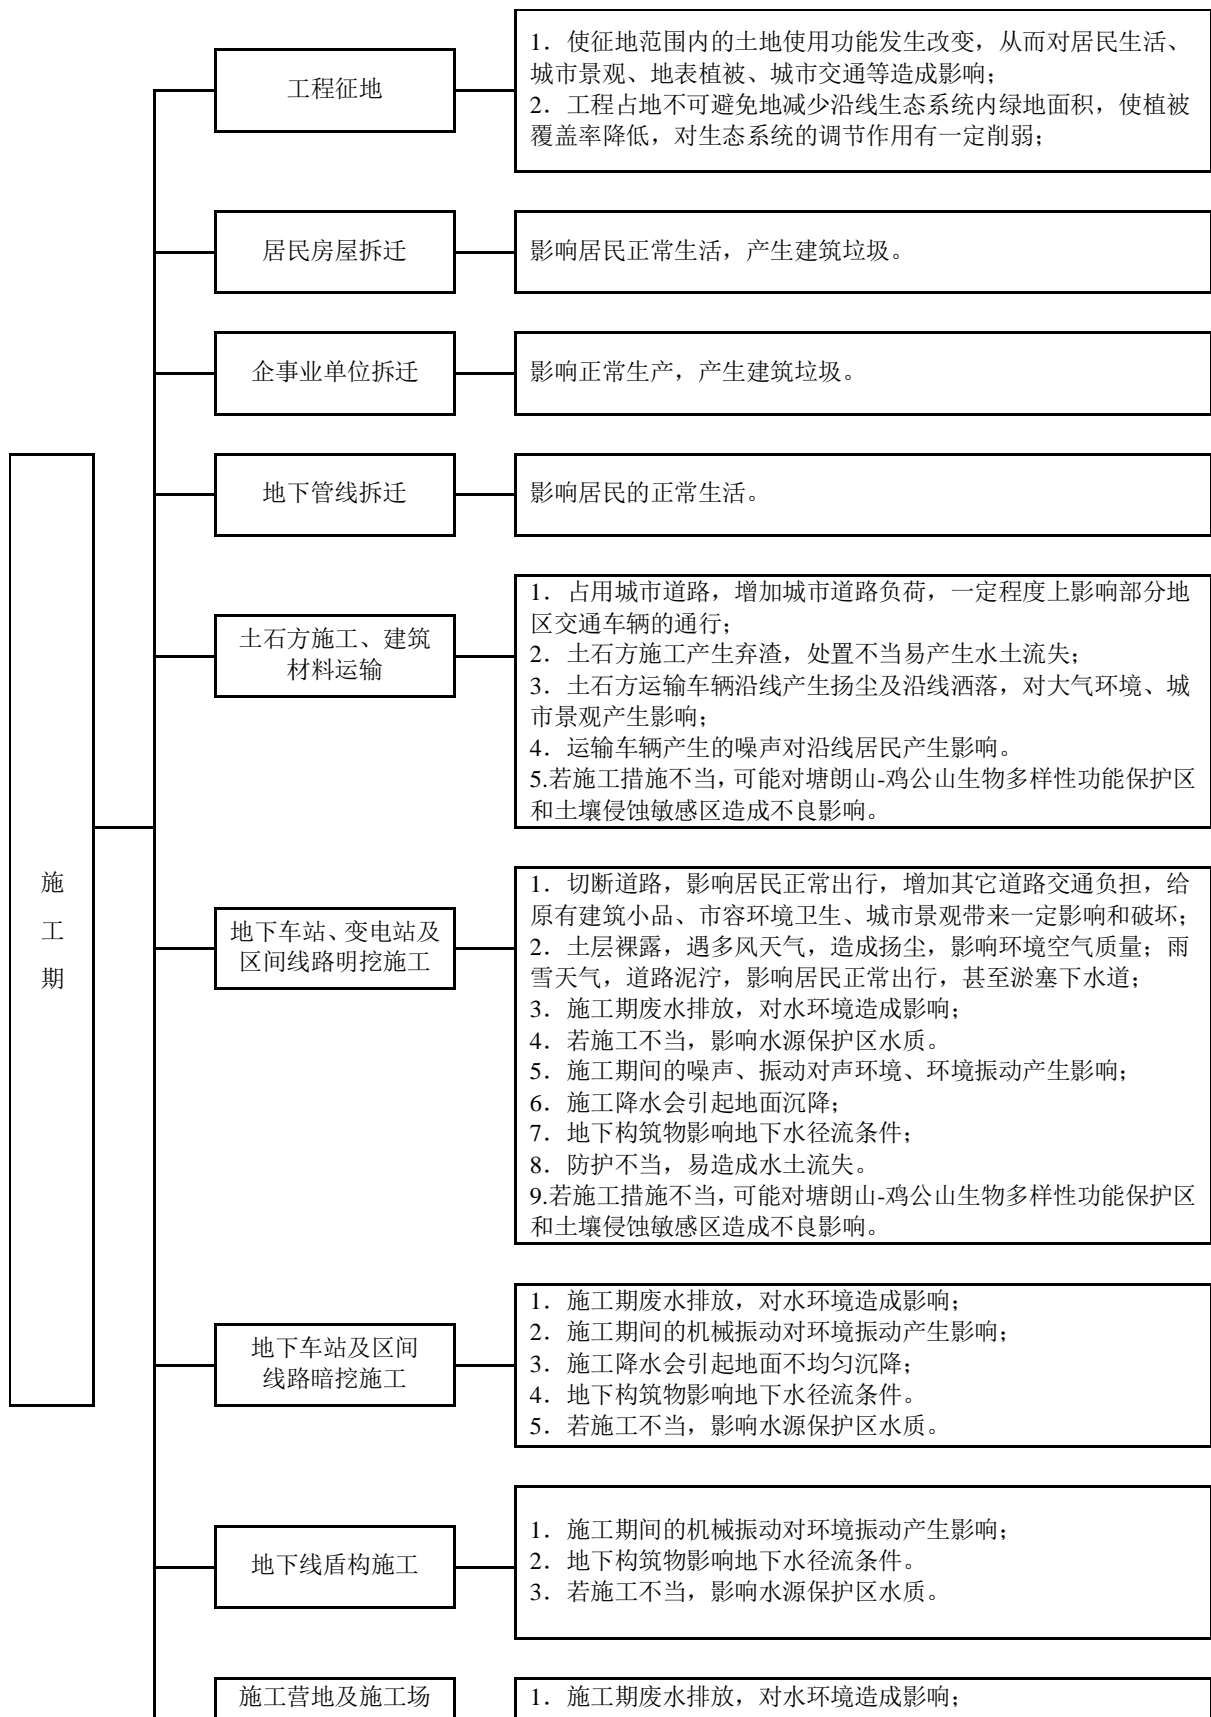 工程征地
1．使征地范围内的土地使用功能发生改变，从而对居民生活、
城市景观、地表植被、城市交通等造成影响；
2．工程占地不可避免地减少沿线生态系统内绿地面积，使植被
覆盖率降低，对生态系统的调节作用有一定削弱；
居民房屋拆迁
影响居民正常生活，产生建筑垃圾。
企事业单位拆迁
影响正常生产，产生建筑垃圾。
地下管线拆迁
影响居民的正常生活。
土石方施工、建筑
材料运输
1．占用城市道路，增加城市道路负荷，一定程度上影响部分地
区交通车辆的通行；
2．土石方施工产生弃渣，处置不当易产生水土流失；
3．土石方运输车辆沿线产生扬尘及沿线洒落，对大气环境、城
市景观产生影响；
4．运输车辆产生的噪声对沿线居民产生影响。
5.若施工措施不当，可能对塘朗山-鸡公山生物多样性功能保护区
和土壤侵蚀敏感区造成不良影响。
施
工
期
地下车站、变电站及
区间线路明挖施工
1．切断道路，影响居民正常出行，增加其它道路交通负担，给
原有建筑小品、市容环境卫生、城市景观带来一定影响和破坏；
2．土层裸露，遇多风天气，造成扬尘，影响环境空气质量；雨
雪天气，道路泥泞，影响居民正常出行，甚至淤塞下水道；
3．施工期废水排放，对水环境造成影响；
4．若施工不当，影响水源保护区水质。
5．施工期间的噪声、振动对声环境、环境振动产生影响；
6．施工降水会引起地面沉降；
7．地下构筑物影响地下水径流条件；
8．防护不当，易造成水土流失。
9.若施工措施不当，可能对塘朗山-鸡公山生物多样性功能保护区
和土壤侵蚀敏感区造成不良影响。
地下车站及区间
线路暗挖施工
1．施工期废水排放，对水环境造成影响；
2．施工期间的机械振动对环境振动产生影响；
3．施工降水会引起地面不均匀沉降；
4．地下构筑物影响地下水径流条件。
5．若施工不当，影响水源保护区水质。
地下线盾构施工
1．施工期间的机械振动对环境振动产生影响；
2．地下构筑物影响地下水径流条件。
3．若施工不当，影响水源保护区水质。
施工营地及施工场
1．施工期废水排放，对水环境造成影响；